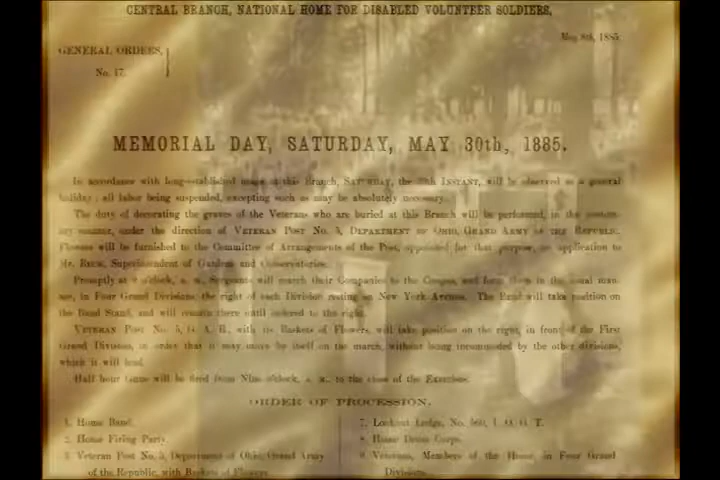 CENTRAL BRANCH, NATIONAL HOME FOR DISABLED VOLUNTEER SOLDIERS,
May 8th, 1885.
GENERAL ORDERS,
No. 17.
MEMORIAL DAY, SATURDAY, MAY 30th, 1885.
In accordance with long-established usage at this Branch, SATURDAY, the 30th INSTANT, will be observed as a general
holiday; all labor being suspended, excepting such as may be absolutely necessary.
The duty of decorating the graves of the Veterans who are buried at this Branch will be performed, in the custom-
ary manner, under the direction of VETERAN POST NO. 5, DEPARTMENT OF OHIO, GRAND ARMY OF THE REPUBLIC.
Flowers will be furnished to the Committee of Arrangements of the Post, appointed for that purpose, on application to
Mr. BECK, Superintendent of Gardens and Conservatories.
Promptly at 9 o'clock, A. M., Sergeants will march their Companies to the Campus, and form them in the usual man-
ner, in Four Grand Divisions, the right of each Division resting on New York Avenue. The Band will take position on
the Band Stand, and will remain there until ordered to the right.
VETERAN POST NO. 5, G. A. R., with its Baskets of Flowers, will take position on the right, in front of the First
Grand Division, in order that it may move by itself on the march, without being incommoded by the other divisions,
which it will lead.
Half hour Guns will be fired from Nine o'clock, A. M., to the close of the Exercises.
ORDER OF PROCESSION.
1. Home Band.
2. Home Firing Party.
3. Veteran Post No. 5, Department of Ohio, Grand Army
of the Republic, with Baskets of Flowers.
7. Lookout Lodge, No. 560, I. O. G. T.
8. Home Drum Corps.
9. Veterans, Members of the Home, in Four Grand
Divisions.